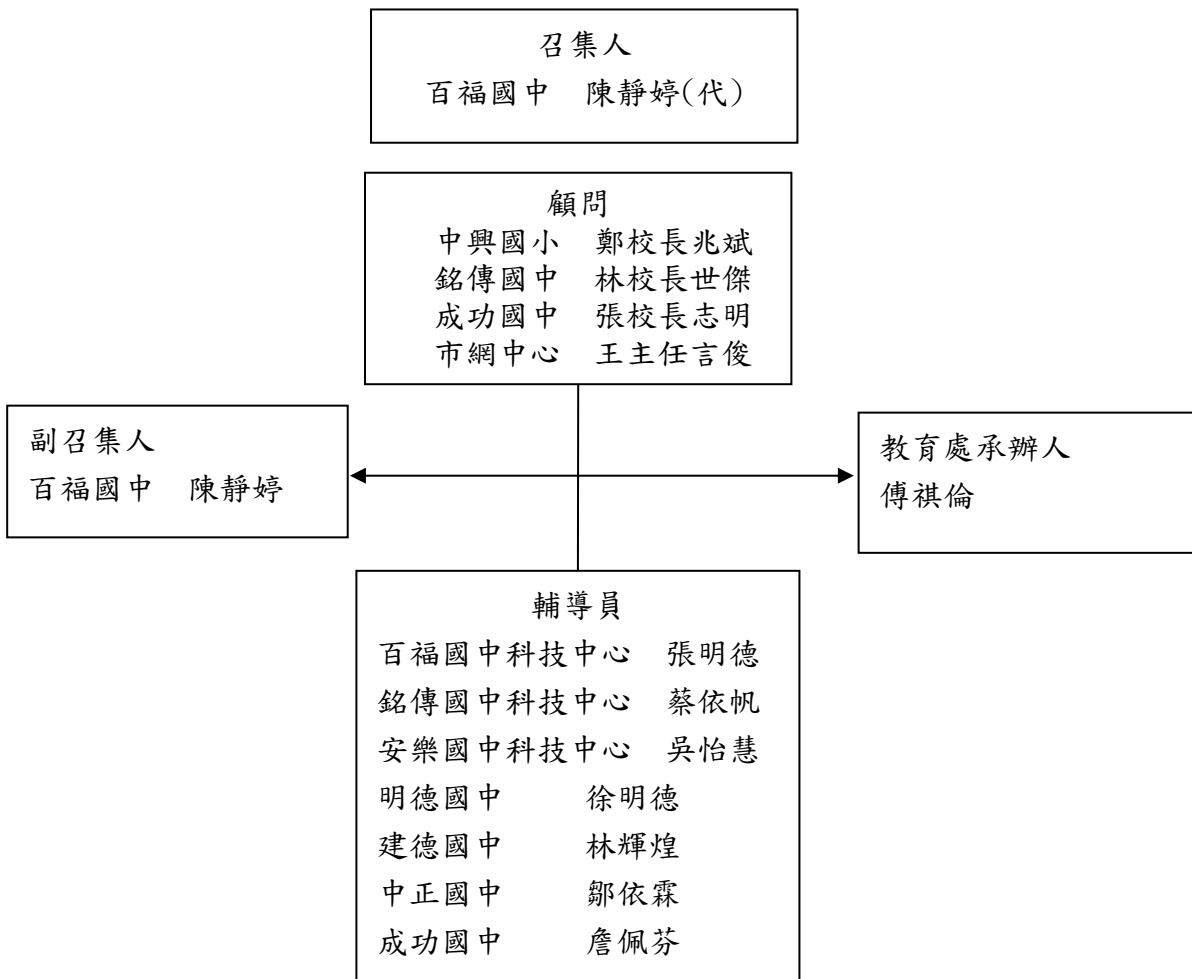 召集人
百福國中 陳靜婷(代)
顧問
中興國小 鄭校長兆斌
銘傳國中 林校長世傑
成功國中 張校長志明
市網中心 王主任言俊
副召集人
百福國中 陳靜婷
教育處承辦人
傅祺倫
輔導員
百福國中科技中心 張明德
銘傳國中科技中心 蔡依帆
安樂國中科技中心 吳怡慧
明德國中 徐明德
建德國中 林輝煌
中正國中 鄒依霖
成功國中 詹佩芬